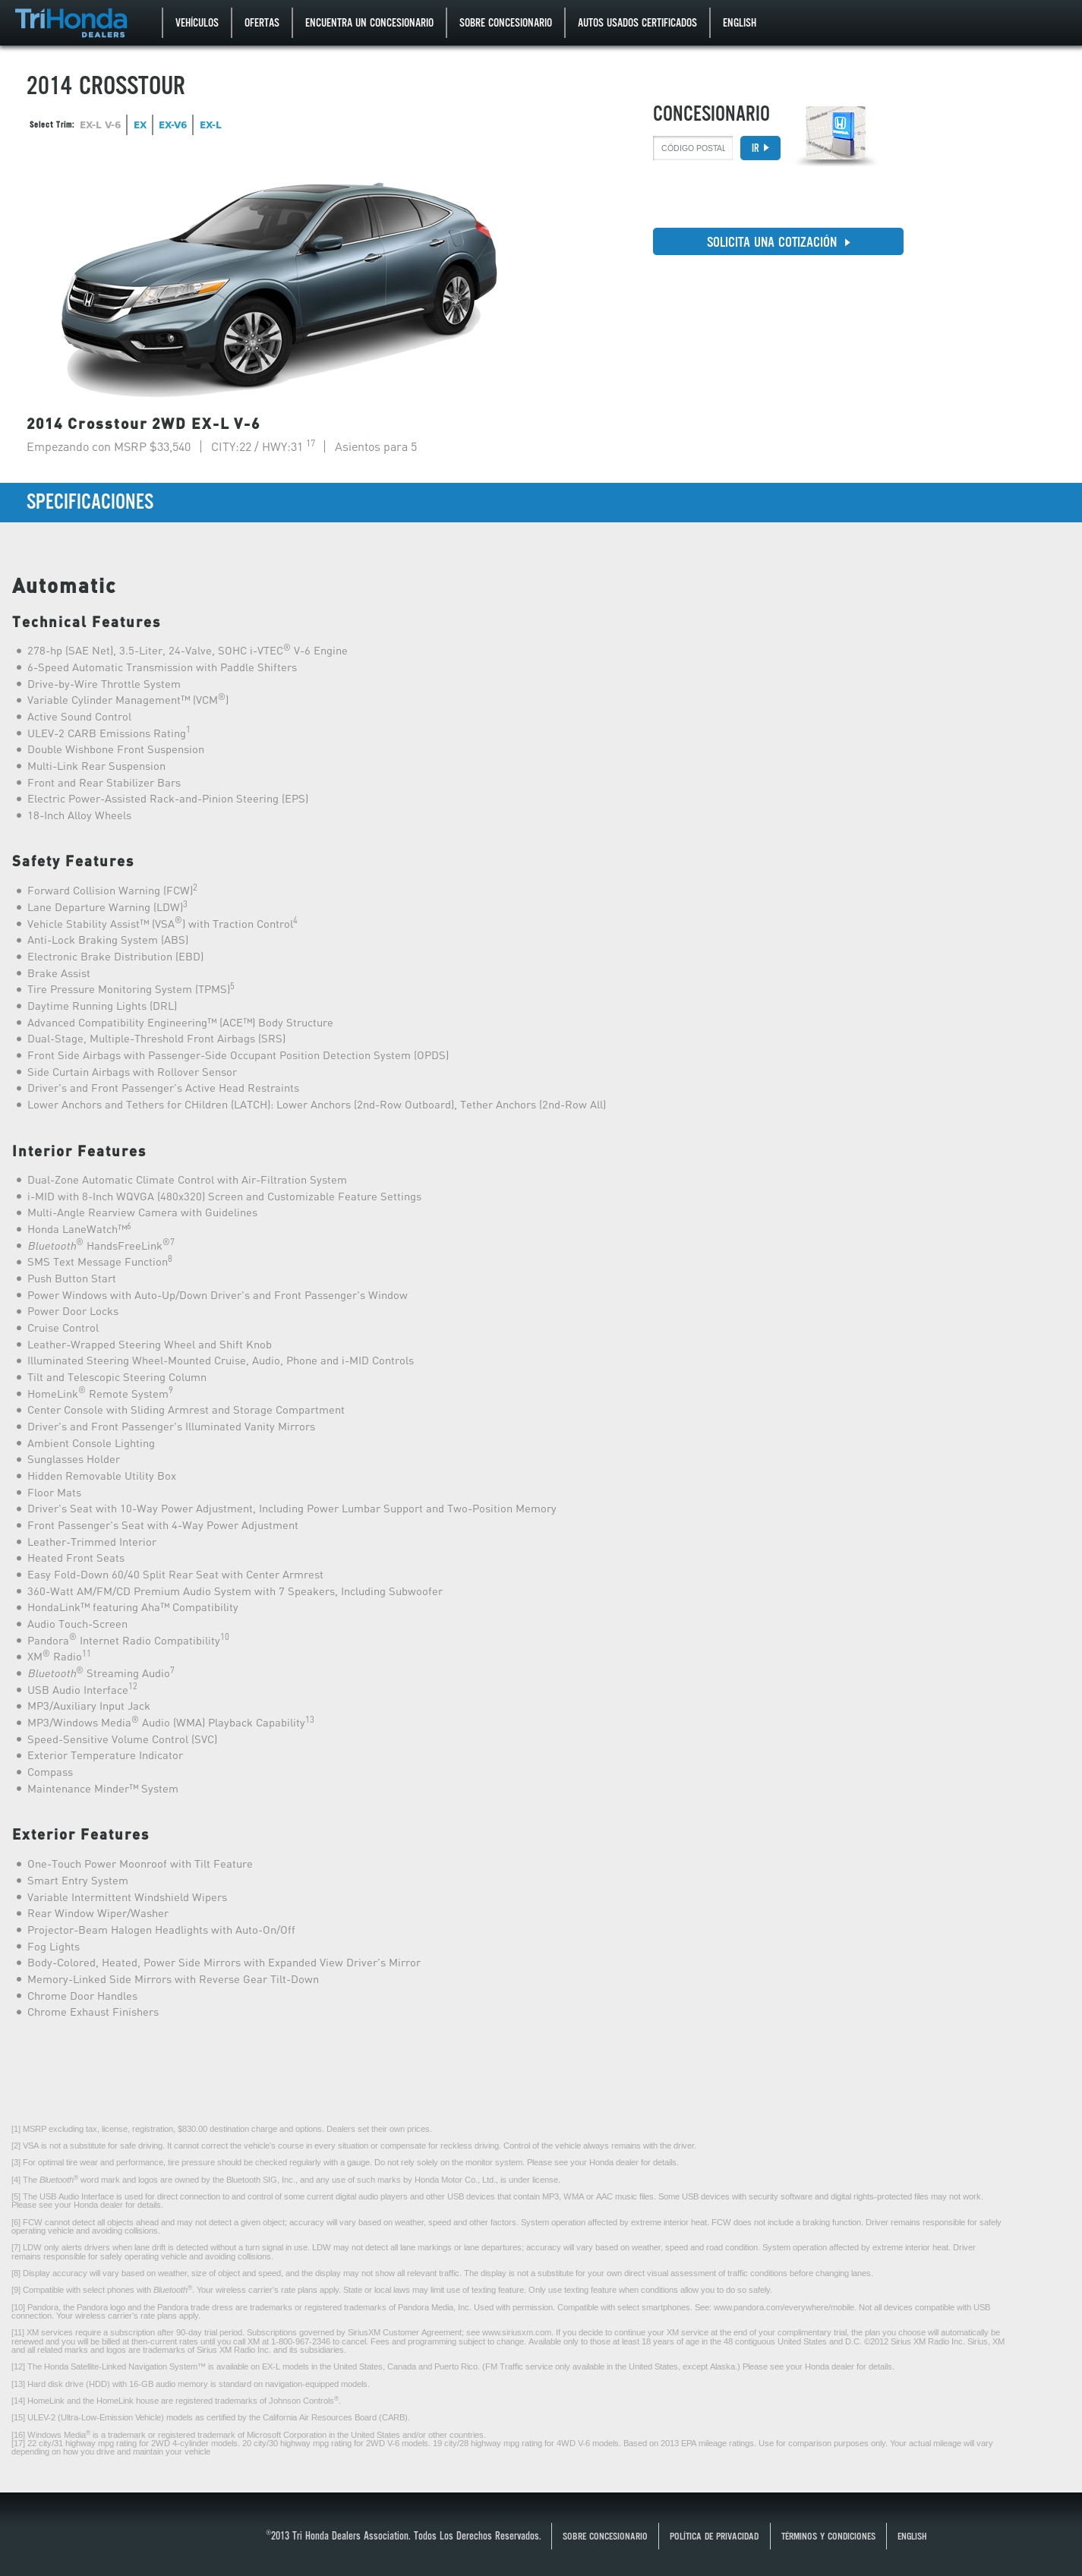 TriHonda
DEALERS
VEHÍCULOS
OFERTAS
ENCUENTRA UN CONCESIONARIO
SOBRE CONCESIONARIO
AUTOS USADOS CERTIFICADOS
ENGLISH
2014 CROSSTOUR
Select Trim: EX-L V-6 EX EX-V6 EX-L
CONCESIONARIO
CÓDIGO POSTAL
IR
SOLICITA UNA COTIZACIÓN
2014 Crosstour 2WD EX-L V-6
Empezando con MSRP $33,540 | CITY:22 / HWY:31 17 | Asientos para 5
SPECIFICACIONES
Automatic
Technical Features
278-hp (SAE Net), 3.5-Liter, 24-Valve, SOHC i-VTEC® V-6 Engine
6-Speed Automatic Transmission with Paddle Shifters
Drive-by-Wire Throttle System
Variable Cylinder Management™ (VCM®)
Active Sound Control
ULEV-2 CARB Emissions Rating1
Double Wishbone Front Suspension
Multi-Link Rear Suspension
Front and Rear Stabilizer Bars
Electric Power-Assisted Rack-and-Pinion Steering (EPS)
18-Inch Alloy Wheels
Safety Features
Forward Collision Warning (FCW)2
Lane Departure Warning (LDW)3
Vehicle Stability Assist™ (VSA®) with Traction Control4
Anti-Lock Braking System (ABS)
Electronic Brake Distribution (EBD)
Brake Assist
Tire Pressure Monitoring System (TPMS)5
Daytime Running Lights (DRL)
Advanced Compatibility Engineering™ (ACE™) Body Structure
Dual-Stage, Multiple-Threshold Front Airbags (SRS)
Front Side Airbags with Passenger-Side Occupant Position Detection System (OPDS)
Side Curtain Airbags with Rollover Sensor
Driver's and Front Passenger's Active Head Restraints
Lower Anchors and Tethers for CHildren (LATCH): Lower Anchors (2nd-Row Outboard), Tether Anchors (2nd-Row All)
Interior Features
Dual-Zone Automatic Climate Control with Air-Filtration System
i-MID with 8-Inch WQVGA (480x320) Screen and Customizable Feature Settings
Multi-Angle Rearview Camera with Guidelines
Honda LaneWatch™6
Bluetooth® HandsFreeLink®7
SMS Text Message Function8
Push Button Start
Power Windows with Auto-Up/Down Driver's and Front Passenger's Window
Power Door Locks
Cruise Control
Leather-Wrapped Steering Wheel and Shift Knob
Illuminated Steering Wheel-Mounted Cruise, Audio, Phone and i-MID Controls
Tilt and Telescopic Steering Column
HomeLink® Remote System9
Center Console with Sliding Armrest and Storage Compartment
Driver's and Front Passenger's Illuminated Vanity Mirrors
Ambient Console Lighting
Sunglasses Holder
Hidden Removable Utility Box
Floor Mats
Driver's Seat with 10-Way Power Adjustment, Including Power Lumbar Support and Two-Position Memory
Front Passenger's Seat with 4-Way Power Adjustment
Leather-Trimmed Interior
Heated Front Seats
Easy Fold-Down 60/40 Split Rear Seat with Center Armrest
360-Watt AM/FM/CD Premium Audio System with 7 Speakers, Including Subwoofer
HondaLink™ featuring Aha™ Compatibility
Audio Touch-Screen
Pandora® Internet Radio Compatibility10
XM® Radio11
Bluetooth® Streaming Audio7
USB Audio Interface12
MP3/Auxiliary Input Jack
MP3/Windows Media® Audio (WMA) Playback Capability13
Speed-Sensitive Volume Control (SVC)
Exterior Temperature Indicator
Compass
Maintenance Minder™ System
Exterior Features
One-Touch Power Moonroof with Tilt Feature
Smart Entry System
Variable Intermittent Windshield Wipers
Rear Window Wiper/Washer
Projector-Beam Halogen Headlights with Auto-On/Off
Fog Lights
Body-Colored, Heated, Power Side Mirrors with Expanded View Driver's Mirror
Memory-Linked Side Mirrors with Reverse Gear Tilt-Down
Chrome Door Handles
Chrome Exhaust Finishers
[1] MSRP excluding tax, license, registration, $830.00 destination charge and options. Dealers set their own prices.
[2] VSA is not a substitute for safe driving. It cannot correct the vehicle's course in every situation or compensate for reckless driving. Control of the vehicle always remains with the driver.
[3] For optimal tire wear and performance, tire pressure should be checked regularly with a gauge. Do not rely solely on the monitor system. Please see your Honda dealer for details.
[4] The Bluetooth® word mark and logos are owned by the Bluetooth SIG, Inc., and any use of such marks by Honda Motor Co., Ltd., is under license.
[5] The USB Audio Interface is used for direct connection to and control of some current digital audio players and other USB devices that contain MP3, WMA or AAC music files. Some USB devices with security software and digital rights-protected files may not work.
Please see your Honda dealer for details.
[6] FCW cannot detect all objects ahead and may not detect a given object; accuracy will vary based on weather, speed and other factors. System operation affected by extreme interior heat. FCW does not include a braking function. Driver remains responsible for safely
operating vehicle and avoiding collisions.
[7] LDW only alerts drivers when lane drift is detected without a turn signal in use. LDW may not detect all lane markings or lane departures; accuracy will vary based on weather, speed and road condition. System operation affected by extreme interior heat. Driver
remains responsible for safely operating vehicle and avoiding collisions.
[8] Display accuracy will vary based on weather, size of object and speed, and the display may not show all relevant traffic. The display is not a substitute for your own direct visual assessment of traffic conditions before changing lanes.
[9] Compatible with select phones with Bluetooth®. Your wireless carrier's rate plans apply. State or local laws may limit use of texting feature. Only use texting feature when conditions allow you to do so safely.
[10] Pandora, the Pandora logo and the Pandora trade dress are trademarks or registered trademarks of Pandora Media, Inc. Used with permission. Compatible with select smartphones. See: www.pandora.com/everywhere/mobile. Not all devices compatible with USB
connection. Your wireless carrier's rate plans apply.
[11] XM services require a subscription after 90-day trial period. Subscriptions governed by SiriusXM Customer Agreement; see www.siriusxm.com. If you decide to continue your XM service at the end of your complimentary trial, the plan you choose will automatically be
renewed and you will be billed at then-current rates until you call XM at 1-800-967-2346 to cancel. Fees and programming subject to change. Available only to those at least 18 years of age in the 48 contiguous United States and D.C. ©2012 Sirius XM Radio Inc. Sirius, XM
and all related marks and logos are trademarks of Sirius XM Radio Inc. and its subsidiaries.
[12] The Honda Satellite-Linked Navigation System™ is available on EX-L models in the United States, Canada and Puerto Rico. (FM Traffic service only available in the United States, except Alaska.) Please see your Honda dealer for details.
[13] Hard disk drive (HDD) with 16-GB audio memory is standard on navigation-equipped models.
[14] HomeLink and the HomeLink house are registered trademarks of Johnson Controls®.
[15] ULEV-2 (Ultra-Low-Emission Vehicle) models as certified by the California Air Resources Board (CARB).
[16] Windows Media® is a trademark or registered trademark of Microsoft Corporation in the United States and/or other countries.
[17] 22 city/31 highway mpg rating for 2WD 4-cylinder models. 20 city/30 highway mpg rating for 2WD V-6 models. 19 city/28 highway mpg rating for 4WD V-6 models. Based on 2013 EPA mileage ratings. Use for comparison purposes only. Your actual mileage will vary
depending on how you drive and maintain your vehicle
©2013 Tri Honda Dealers Association. Todos Los Derechos Reservados.
SOBRE CONCESIONARIO
POLÍTICA DE PRIVACIDAD
TÉRMINOS Y CONDICIONES
ENGLISH